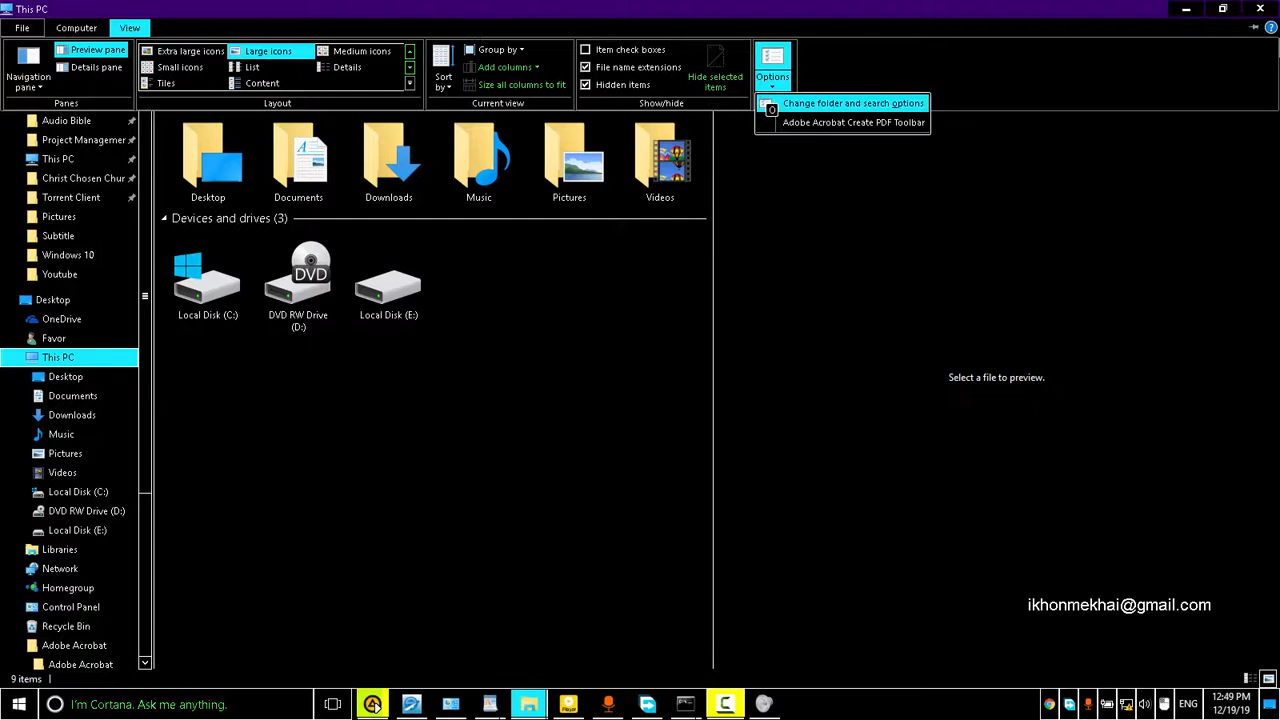 This PC
File
Computer
View
Navigation
pane
Preview pane
Details pane
Panes
Extra large icons
Large icons
Medium icons
Small icons
List
Details
Tiles
Content
Layout
Sort
by
Group by
Add columns
Size all columns to fit
Current view
Item check boxes
File name extensions
Hidden items
Hide selected
items
Show/hide
Options
Change folder and search options
O
Adobe Acrobat Create PDF Toolbar
Audio Bible
Project Managemer
This PC
Christ Chosen Chur
Torrent Client
Pictures
Subtitle
Windows 10
Youtube
Desktop
OneDrive
Favor
This PC
Desktop
Documents
Downloads
Music
Pictures
Videos
Local Disk (C:)
DVD RW Drive (D:)
Local Disk (E:)
Libraries
Network
Homegroup
Control Panel
Recycle Bin
Adobe Acrobat
Adobe Acrobat
Desktop
Documents
Downloads
Music
Pictures
Videos
Devices and drives (3)
DVD
Local Disk (C:)
DVD RW Drive
(D:)
Local Disk (E:)
Select a file to preview.
ikhonmekhai@gmail.com
9 items
I'm Cortana. Ask me anything.
ENG
12:49 PM
12/19/19